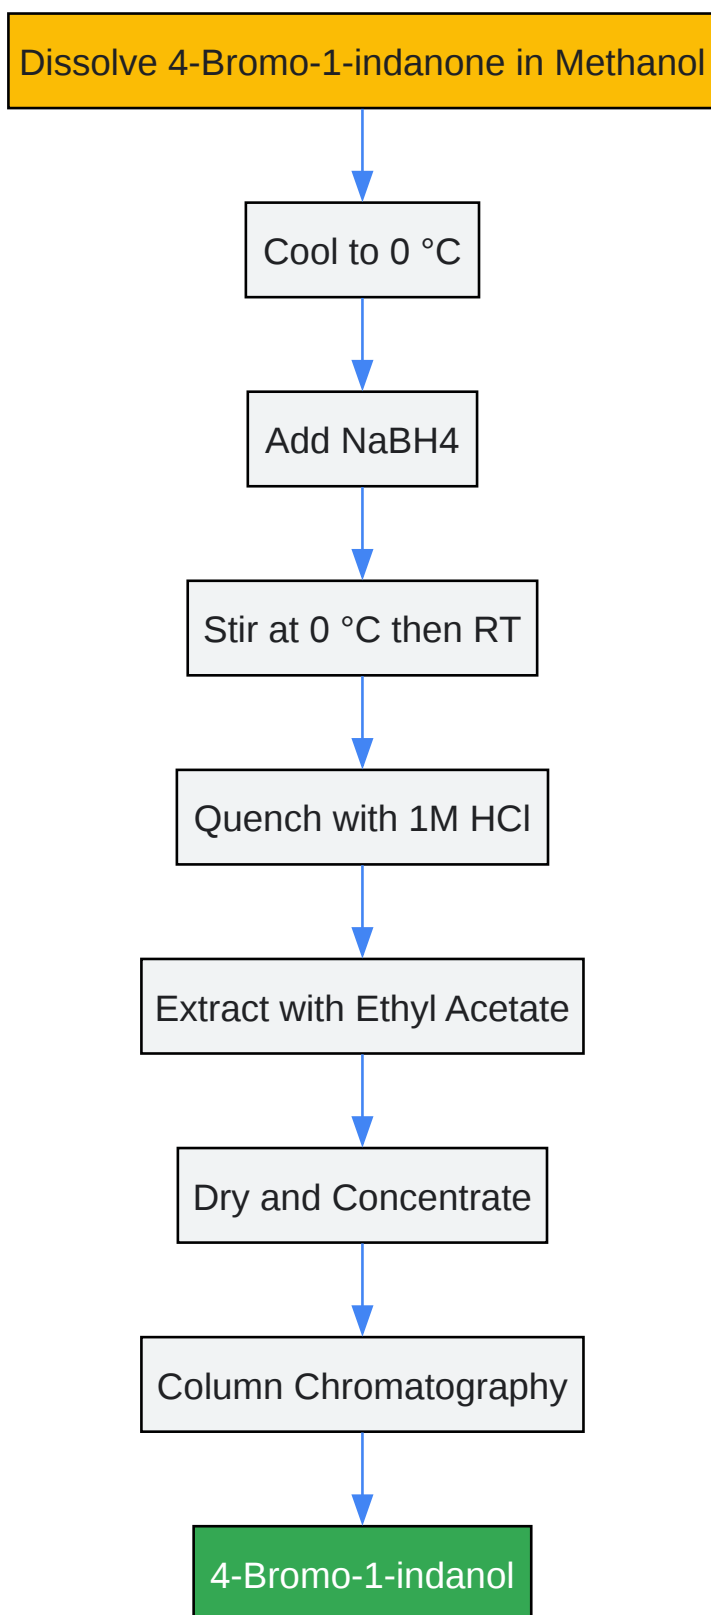 Dissolve 4-Bromo-1-indanone in Methanol
Cool to 0 °C
Add NaBH4
Stir at 0 °C then RT
Quench with 1M HCl
Extract with Ethyl Acetate
Dry and Concentrate
Column Chromatography
4-Bromo-1-indanol